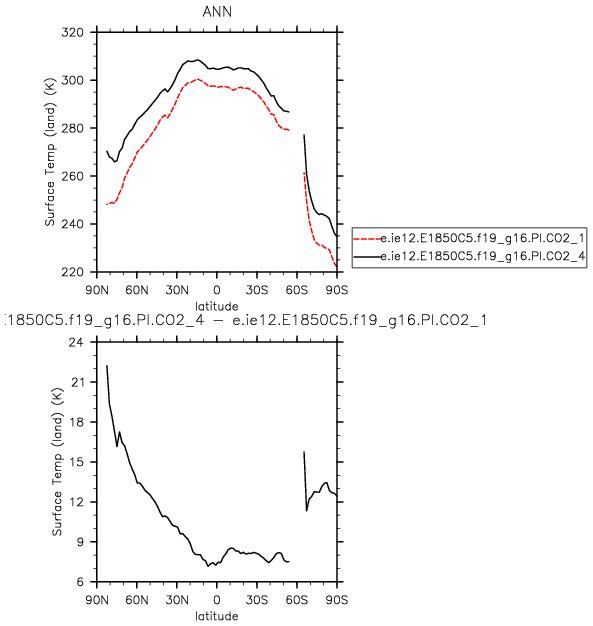 ANN
320
300
280
260
240
220
Surface Temp (land) (K)
90N 60N 30N 0 30S 60S 90S
latitude
e.ie12.E1850C5.f19_g16.PI.CO2_1
e.ie12.E1850C5.f19_g16.PI.CO2_4
.1850C5.f19_g16.PI.CO2_4 − e.ie12.E1850C5.f19_g16.PI.CO2_1
24
21
18
15
12
9
6
Surface Temp (land) (K)
90N 60N 30N 0 30S 60S 90S
latitude